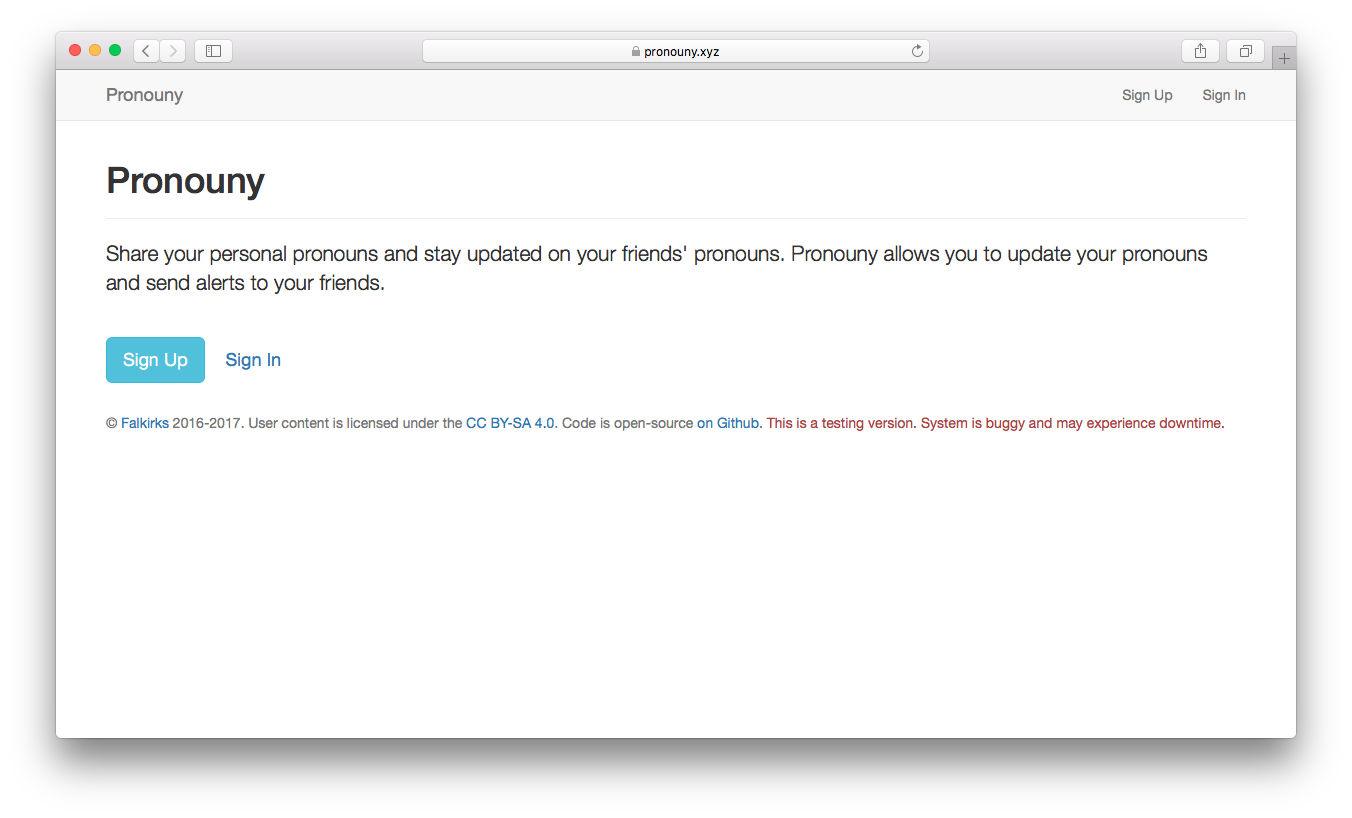 pronouny.xyz
Pronouny
Sign Up
Sign In
Pronouny
Share your personal pronouns and stay updated on your friends' pronouns. Pronouny allows you to update your pronouns
and send alerts to your friends.
Sign Up
Sign In
© Falkirks 2016-2017. User content is licensed under the CC BY-SA 4.0. Code is open-source on Github. This is a testing version. System is buggy and may experience downtime.